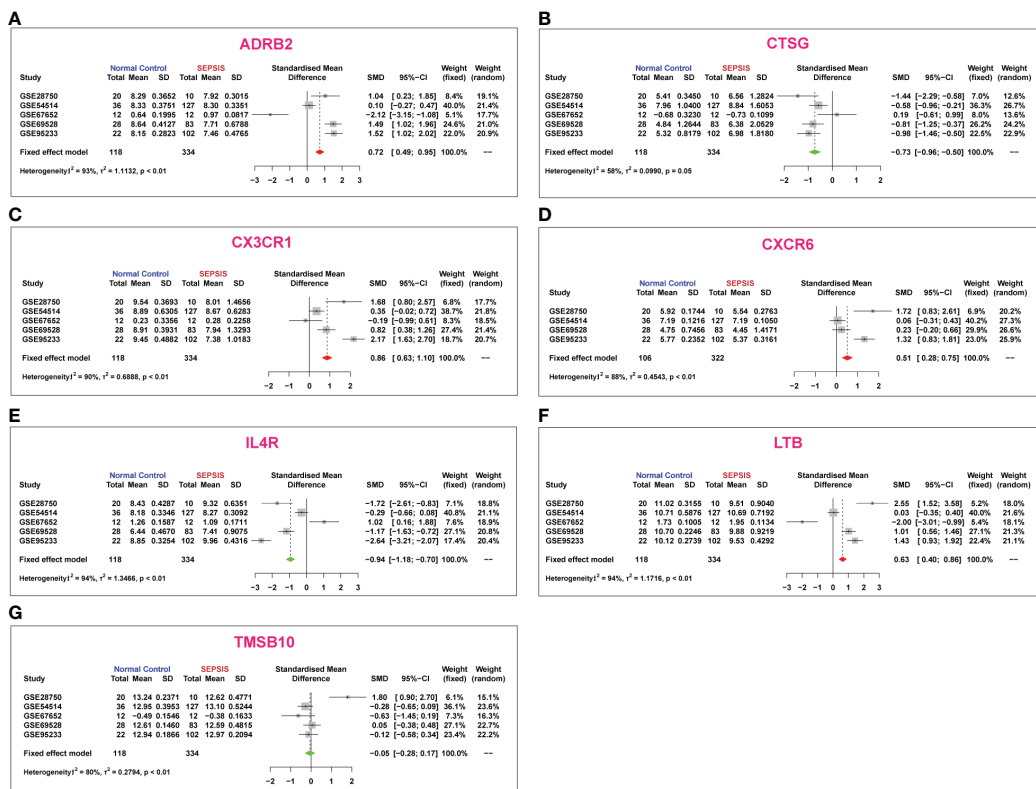 A
ADRB2
Normal Control SEPSIS Standardised Mean Weight Weight
Study Total Mean SD Total Mean SD Difference SMD 95%-CI (fixed) (random)
GSE28750 20 8.29 0.3652 10 7.92 0.3015 1.04 [ 0.23; 1.85] 8.4% 19.1%
GSE54514 36 8.33 0.3751 127 8.30 0.3351 0.10 [-0.27; 0.47] 40.0% 21.4%
GSE67652 12 0.64 0.1995 12 0.97 0.0817 -2.12 [-3.15; -1.08] 5.1% 17.7%
GSE69528 28 8.64 0.4127 83 7.71 0.6788 1.49 [ 1.02; 1.96] 24.6% 21.0%
GSE95233 22 8.15 0.2823 102 7.46 0.4765 1.52 [ 1.02; 2.02] 22.0% 20.9%
Fixed effect model 118 334 0.72 [ 0.49; 0.95] 100.0% --
Heterogeneity: I² = 93%, τ² = 1.1132, p < 0.01
-3 -2 -1 0 1 2 3
B
CTSG
Normal Control SEPSIS Standardised Mean Weight Weight
Study Total Mean SD Total Mean SD Difference SMD 95%-CI (fixed) (random)
GSE28750 20 5.41 0.3450 10 6.56 1.2824 -1.44 [-2.29; -0.58] 7.0% 12.6%
GSE54514 36 7.96 1.0400 127 8.84 1.6053 -0.58 [-0.96; -0.21] 36.3% 26.7%
GSE67652 12 -0.68 0.3230 12 -0.73 0.1099 0.19 [-0.61; 0.99] 8.0% 13.6%
GSE69528 28 4.84 1.2644 83 6.38 2.0529 -0.81 [-1.25; -0.37] 26.2% 24.2%
GSE95233 22 5.32 0.8179 102 6.98 1.8180 -0.98 [-1.46; -0.50] 22.5% 22.9%
Fixed effect model 118 334 -0.73 [-0.96; -0.50] 100.0% --
Heterogeneity: I² = 58%, τ² = 0.0990, p = 0.05
-2 -1 0 1 2
C
CX3CR1
Normal Control SEPSIS Standardised Mean Weight Weight
Study Total Mean SD Total Mean SD Difference SMD 95%-CI (fixed) (random)
GSE28750 20 9.54 0.3693 10 8.01 1.4656 1.68 [ 0.80; 2.57] 6.8% 17.7%
GSE54514 36 8.89 0.6305 127 8.67 0.6283 0.35 [-0.02; 0.72] 38.7% 21.8%
GSE67652 12 0.23 0.3356 12 0.28 0.2258 -0.19 [-0.99; 0.61] 8.3% 18.5%
GSE69528 28 8.91 0.3931 83 7.94 1.3293 0.82 [ 0.38; 1.26] 27.4% 21.4%
GSE95233 22 9.45 0.4882 102 7.38 1.0183 2.17 [ 1.63; 2.70] 18.7% 20.7%
Fixed effect model 118 334 0.86 [ 0.63; 1.10] 100.0% --
Heterogeneity: I² = 90%, τ² = 0.6888, p < 0.01
-2 -1 0 1 2
D
CXCR6
Normal Control SEPSIS Standardised Mean Weight Weight
Study Total Mean SD Total Mean SD Difference SMD 95%-CI (fixed) (random)
GSE28750 20 5.92 0.1744 10 5.54 0.2763 1.72 [ 0.83; 2.61] 6.9% 20.2%
GSE54514 36 7.19 0.1216 127 7.19 0.1050 0.06 [-0.31; 0.43] 40.2% 27.3%
GSE69528 28 4.75 0.7456 83 4.45 1.4171 0.23 [-0.20; 0.66] 29.9% 26.6%
GSE95233 22 5.77 0.2352 102 5.37 0.3161 1.32 [ 0.83; 1.81] 23.0% 25.9%
Fixed effect model 106 322 0.51 [ 0.28; 0.75] 100.0% --
Heterogeneity: I² = 88%, τ² = 0.4543, p < 0.01
-2 -1 0 1 2
E
IL4R
Normal Control SEPSIS Standardised Mean Weight Weight
Study Total Mean SD Total Mean SD Difference SMD 95%-CI (fixed) (random)
GSE28750 20 8.43 0.4287 10 9.32 0.6351 -1.72 [-2.61; -0.83] 7.1% 18.8%
GSE54514 36 8.18 0.3346 127 8.27 0.3092 -0.29 [-0.66; 0.08] 40.8% 21.1%
GSE67652 12 1.26 0.1587 12 1.09 0.1711 1.02 [ 0.16; 1.88] 7.6% 18.9%
GSE69528 28 6.44 0.4670 83 7.41 0.9075 -1.17 [-1.63; -0.72] 27.1% 20.8%
GSE95233 22 8.85 0.3254 102 9.96 0.4316 -2.64 [-3.21; -2.07] 17.4% 20.4%
Fixed effect model 118 334 -0.94 [-1.18; -0.70] 100.0% --
Heterogeneity: I² = 94%, τ² = 1.3466, p < 0.01
-3 -2 -1 0 1 2 3
F
LTB
Normal Control SEPSIS Standardised Mean Weight Weight
Study Total Mean SD Total Mean SD Difference SMD 95%-CI (fixed) (random)
GSE28750 20 11.02 0.3155 10 9.51 0.9040 2.55 [ 1.52; 3.58] 5.2% 18.0%
GSE54514 36 10.71 0.5876 127 10.69 0.7192 0.03 [-0.35; 0.40] 40.0% 21.6%
GSE67652 12 1.73 0.1005 12 1.95 0.1134 -2.00 [-3.01; -0.99] 5.4% 18.1%
GSE69528 28 10.70 0.2246 83 9.88 0.9219 1.01 [ 0.56; 1.46] 27.1% 21.3%
GSE95233 22 10.12 0.2739 102 9.53 0.4292 1.43 [ 0.93; 1.92] 22.4% 21.1%
Fixed effect model 118 334 0.63 [ 0.40; 0.86] 100.0% --
Heterogeneity: I² = 94%, τ² = 1.1716, p < 0.01
-3 -2 -1 0 1 2 3
G
TMSB10
Normal Control SEPSIS Standardised Mean Weight Weight
Study Total Mean SD Total Mean SD Difference SMD 95%-CI (fixed) (random)
GSE28750 20 13.24 0.2371 10 12.62 0.4771 1.80 [ 0.90; 2.70] 6.1% 15.1%
GSE54514 36 12.95 0.3953 127 13.10 0.5244 -0.28 [-0.65; 0.09] 36.1% 23.6%
GSE67652 12 -0.49 0.1546 12 -0.38 0.1633 -0.63 [-1.45; 0.19] 7.3% 16.3%
GSE69528 28 12.61 0.1460 83 12.59 0.4815 0.05 [-0.38; 0.48] 27.1% 22.7%
GSE95233 22 12.94 0.1866 102 12.97 0.2094 -0.12 [-0.58; 0.34] 23.4% 22.2%
Fixed effect model 118 334 -0.05 [-0.28; 0.17] 100.0% --
Heterogeneity: I² = 80%, τ² = 0.2794, p < 0.01
-2 -1 0 1 2